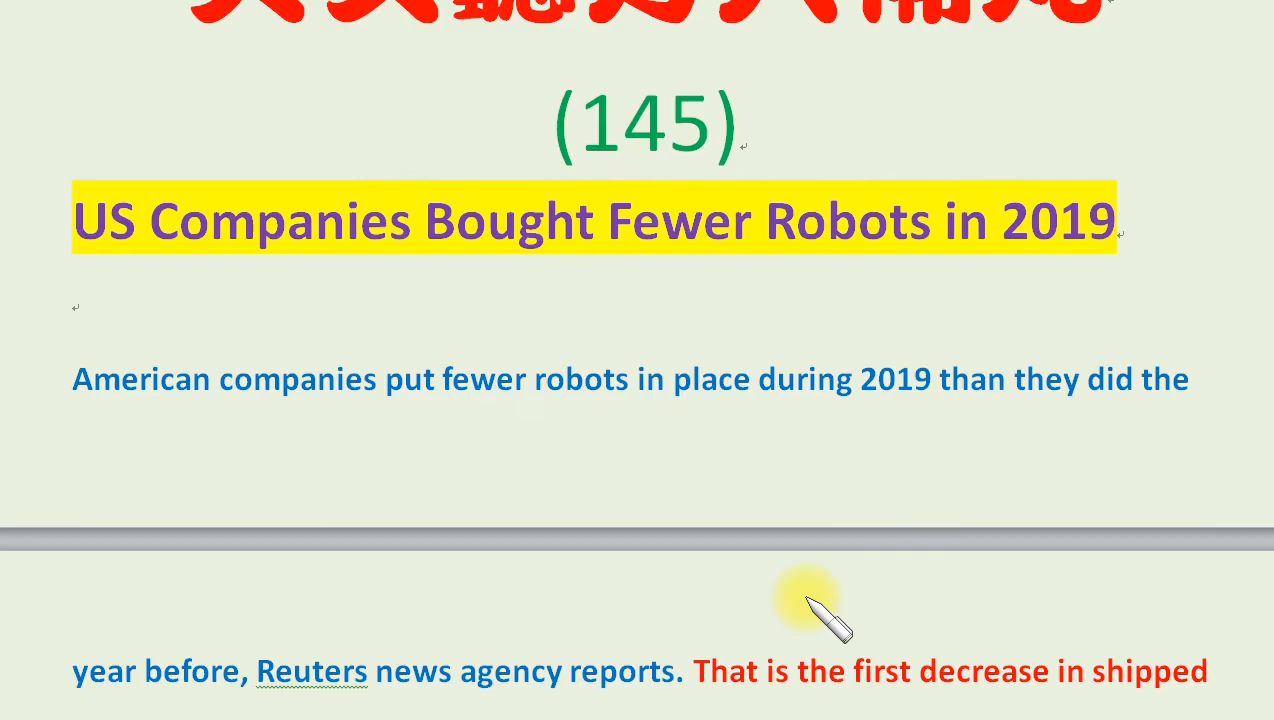 (145)
US Companies Bought Fewer Robots in 2019
American companies put fewer robots in place during 2019 than they did the
year before, Reuters news agency reports. That is the first decrease in shipped